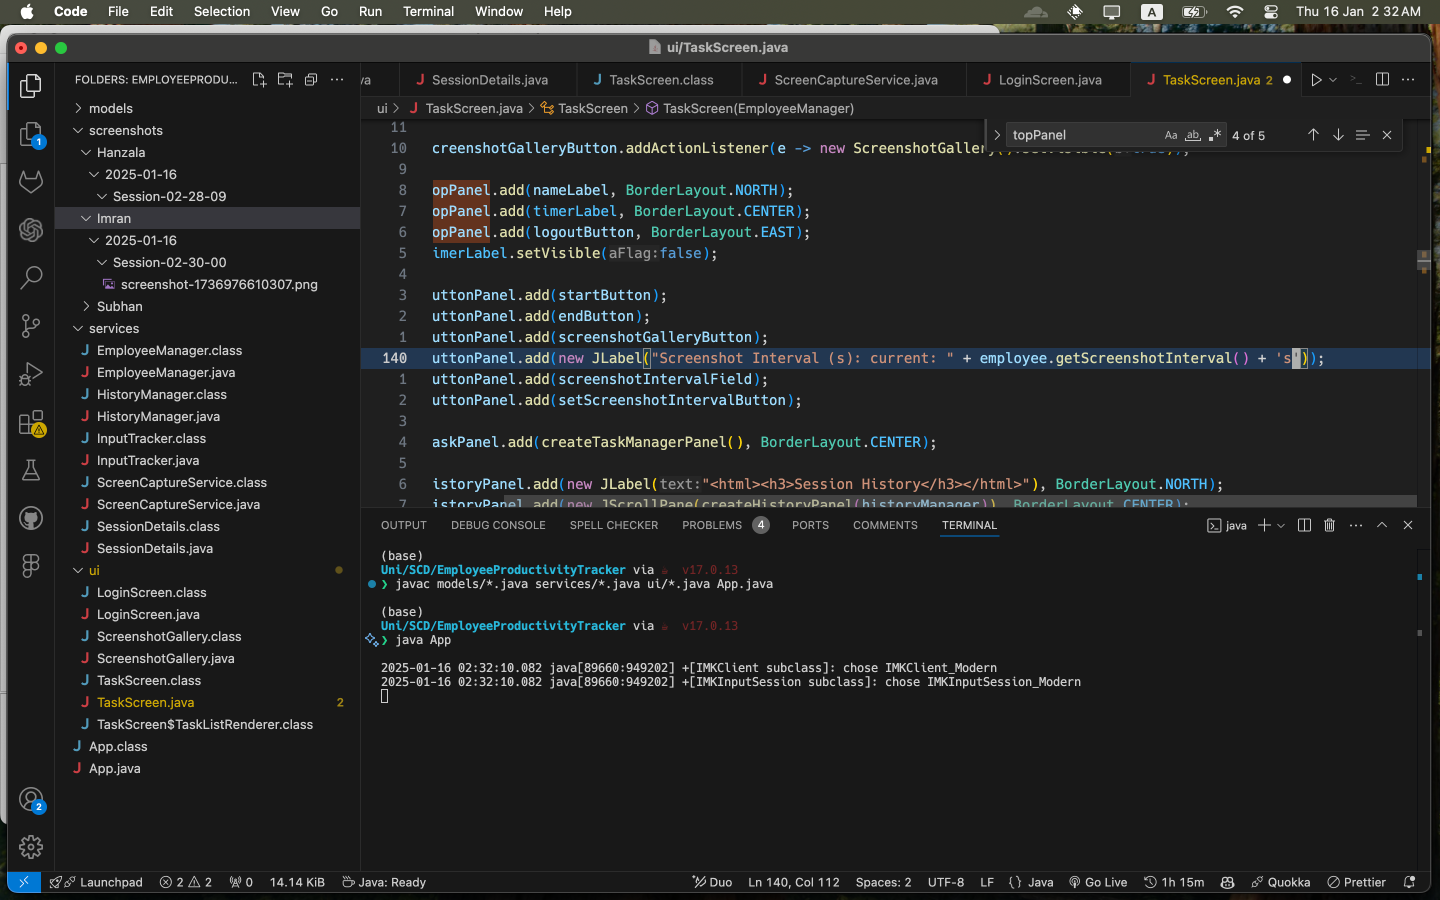 Code File Edit Selection View Go Run Terminal Window Help A Thu 16 Jan 2 32 AM
ui/TaskScreen.java
FOLDERS: EMPLOYEEPRODU...
models
screenshots
Hanzala
2025-01-16
Session-02-28-09
Imran
2025-01-16
Session-02-30-00
screenshot-1736976610307.png
Subhan
services
EmployeeManager.class
EmployeeManager.java
HistoryManager.class
HistoryManager.java
InputTracker.class
InputTracker.java
ScreenCaptureService.class
ScreenCaptureService.java
SessionDetails.class
SessionDetails.java
ui
LoginScreen.class
LoginScreen.java
ScreenshotGallery.class
ScreenshotGallery.java
TaskScreen.class
TaskScreen.java 2
TaskScreen$TaskListRenderer.class
App.class
App.java
1
2
va SessionDetails.java TaskScreen.class ScreenCaptureService.java LoginScreen.java TaskScreen.java 2
ui > TaskScreen.java > TaskScreen > TaskScreen(EmployeeManager)
topPanel Aa ab 4 of 5
11
10 creenshotGalleryButton.addActionListener(e -> new ScreenshotGallery
9
8 opPanel.add(nameLabel, BorderLayout.NORTH);
7 opPanel.add(timerLabel, BorderLayout.CENTER);
6 opPanel.add(logoutButton, BorderLayout.EAST);
5 imerLabel.setVisible(aFlag:false);
4
3 uttonPanel.add(startButton);
2 uttonPanel.add(endButton);
1 uttonPanel.add(screenshotGalleryButton);
140 uttonPanel.add(new JLabel("Screenshot Interval (s): current: " + employee.getScreenshotInterval() + 's'));
1 uttonPanel.add(screenshotIntervalField);
2 uttonPanel.add(setScreenshotIntervalButton);
3
4 askPanel.add(createTaskManagerPanel(), BorderLayout.CENTER);
5
6 istoryPanel.add(new JLabel(text:"<html><h3>Session History</h3></html>"), BorderLayout.NORTH);
7 istoryPanel.add(new JScrollPane(createHistoryPanel(historyManager)), BorderLayout.CENTER);
OUTPUT DEBUG CONSOLE SPELL CHECKER PROBLEMS 4 PORTS COMMENTS TERMINAL java
(base)
Uni/SCD/EmployeeProductivityTracker via v17.0.13
❯ javac models/*.java services/*.java ui/*.java App.java
(base)
Uni/SCD/EmployeeProductivityTracker via v17.0.13
❯ java App
2025-01-16 02:32:10.082 java[89660:949202] +[IMKClient subclass]: chose IMKClient_Modern
2025-01-16 02:32:10.082 java[89660:949202] +[IMKInputSession subclass]: chose IMKInputSession_Modern
Launchpad 2 2 0 14.14 KiB Java: Ready Duo Ln 140, Col 112 Spaces: 2 UTF-8 LF {} Java Go Live 1h 15m Quokka Prettier